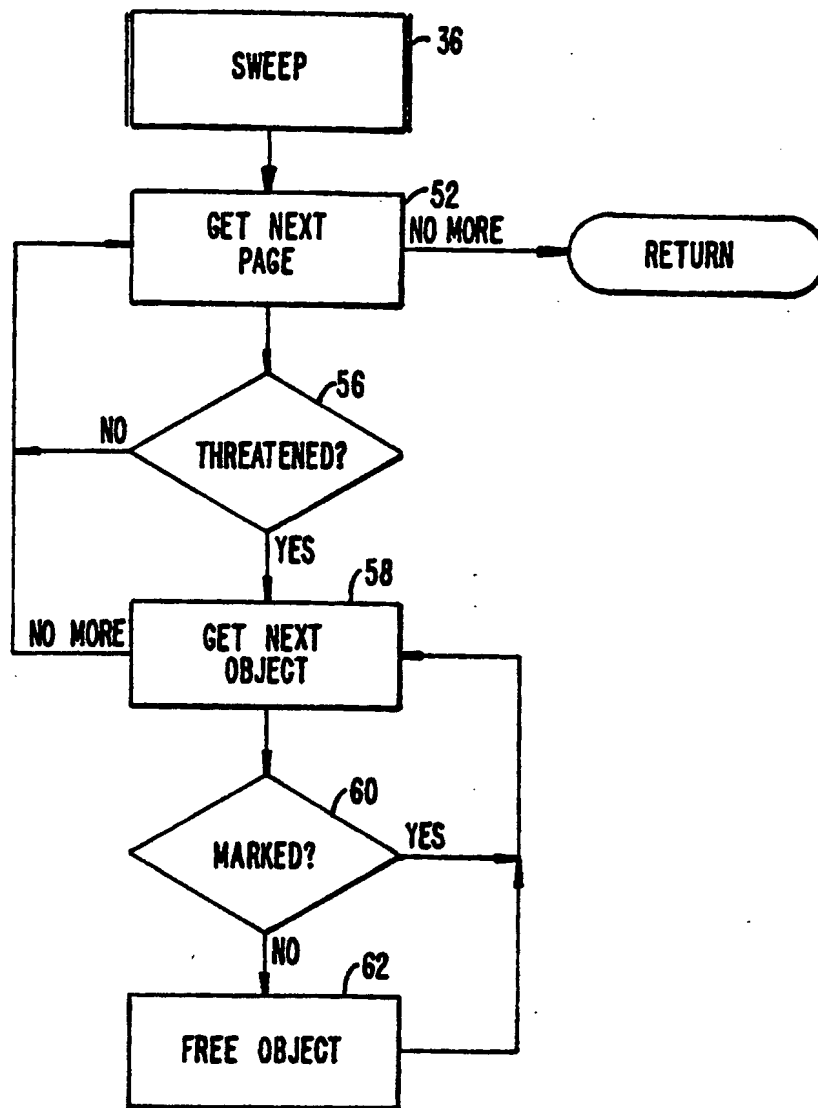 36
SWEEP
52
GET NEXT
PAGE
NO MORE
RETURN
56
NO
THREATENED?
YES
58
NO MORE
GET NEXT
OBJECT
60
YES
MARKED?
NO
62
FREE OBJECT